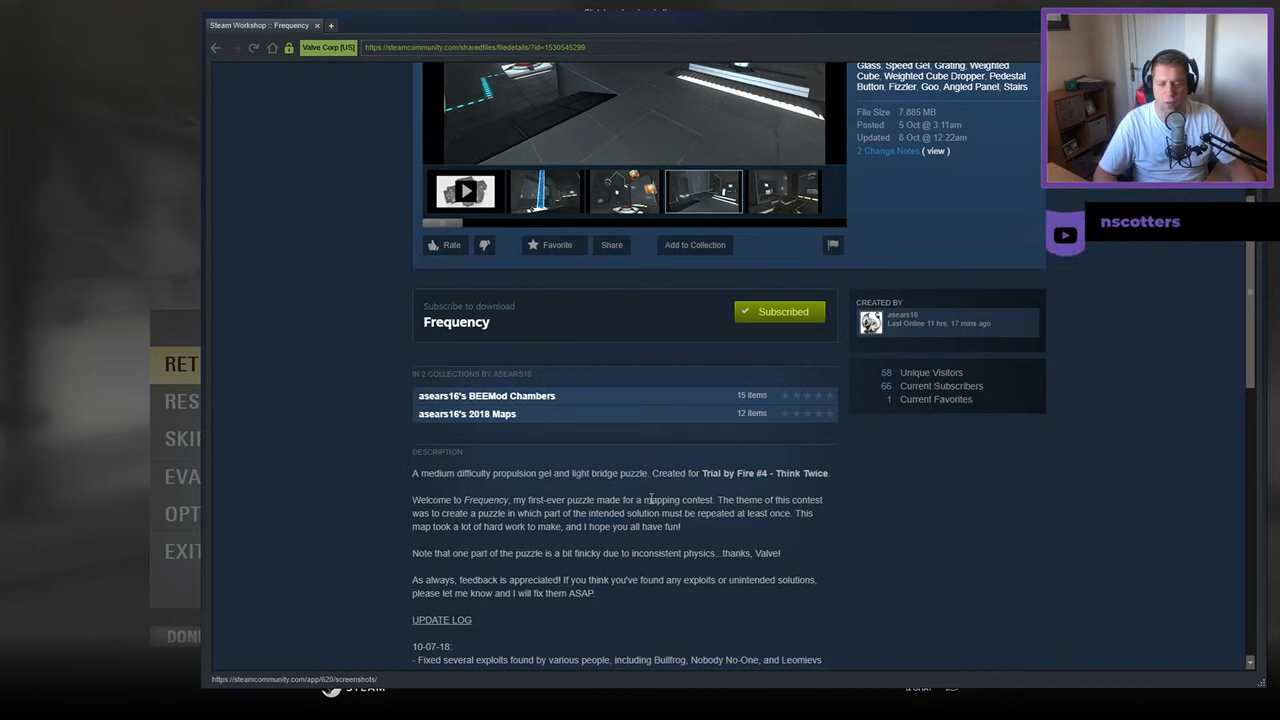 Steam Workshop :: Frequency
Valve Corp [US]
https://steamcommunity.com/sharedfiles/filedetails/?id=1530545299
Glass, Speed Gel, Grating, Weighted
Cube, Weighted Cube Dropper, Pedestal
Button, Fizzler, Goo, Angled Panel, Stairs
File Size 7.885 MB
Posted 5 Oct @ 3:11am
Updated 8 Oct @ 12:22am
2 Change Notes ( view )
nscotters
Rate
Favorite
Share
Add to Collection
Subscribe to download
Frequency
Subscribed
CREATED BY
asears16
Last Online 11 hrs, 17 mins ago
58 Unique Visitors
66 Current Subscribers
1 Current Favorites
IN 2 COLLECTIONS BY ASEARS16
asears16's BEEMod Chambers 15 items
asears16's 2018 Maps 12 items
DESCRIPTION
A medium difficulty propulsion gel and light bridge puzzle. Created for Trial by Fire #4 - Think Twice.
Welcome to Frequency, my first-ever puzzle made for a mapping contest. The theme of this contest
was to create a puzzle in which part of the intended solution must be repeated at least once. This
map took a lot of hard work to make, and I hope you all have fun!
Note that one part of the puzzle is a bit finicky due to inconsistent physics...thanks, Valve!
As always, feedback is appreciated! If you think you've found any exploits or unintended solutions,
please let me know and I will fix them ASAP.
UPDATE LOG
10-07-18:
- Fixed several exploits found by various people, including Bullfrog, Nobody No-One, and Leomievs
https://steamcommunity.com/app/620/screenshots/
RET
RES
SKI
EVA
OPT
EXIT
DON
STEAM